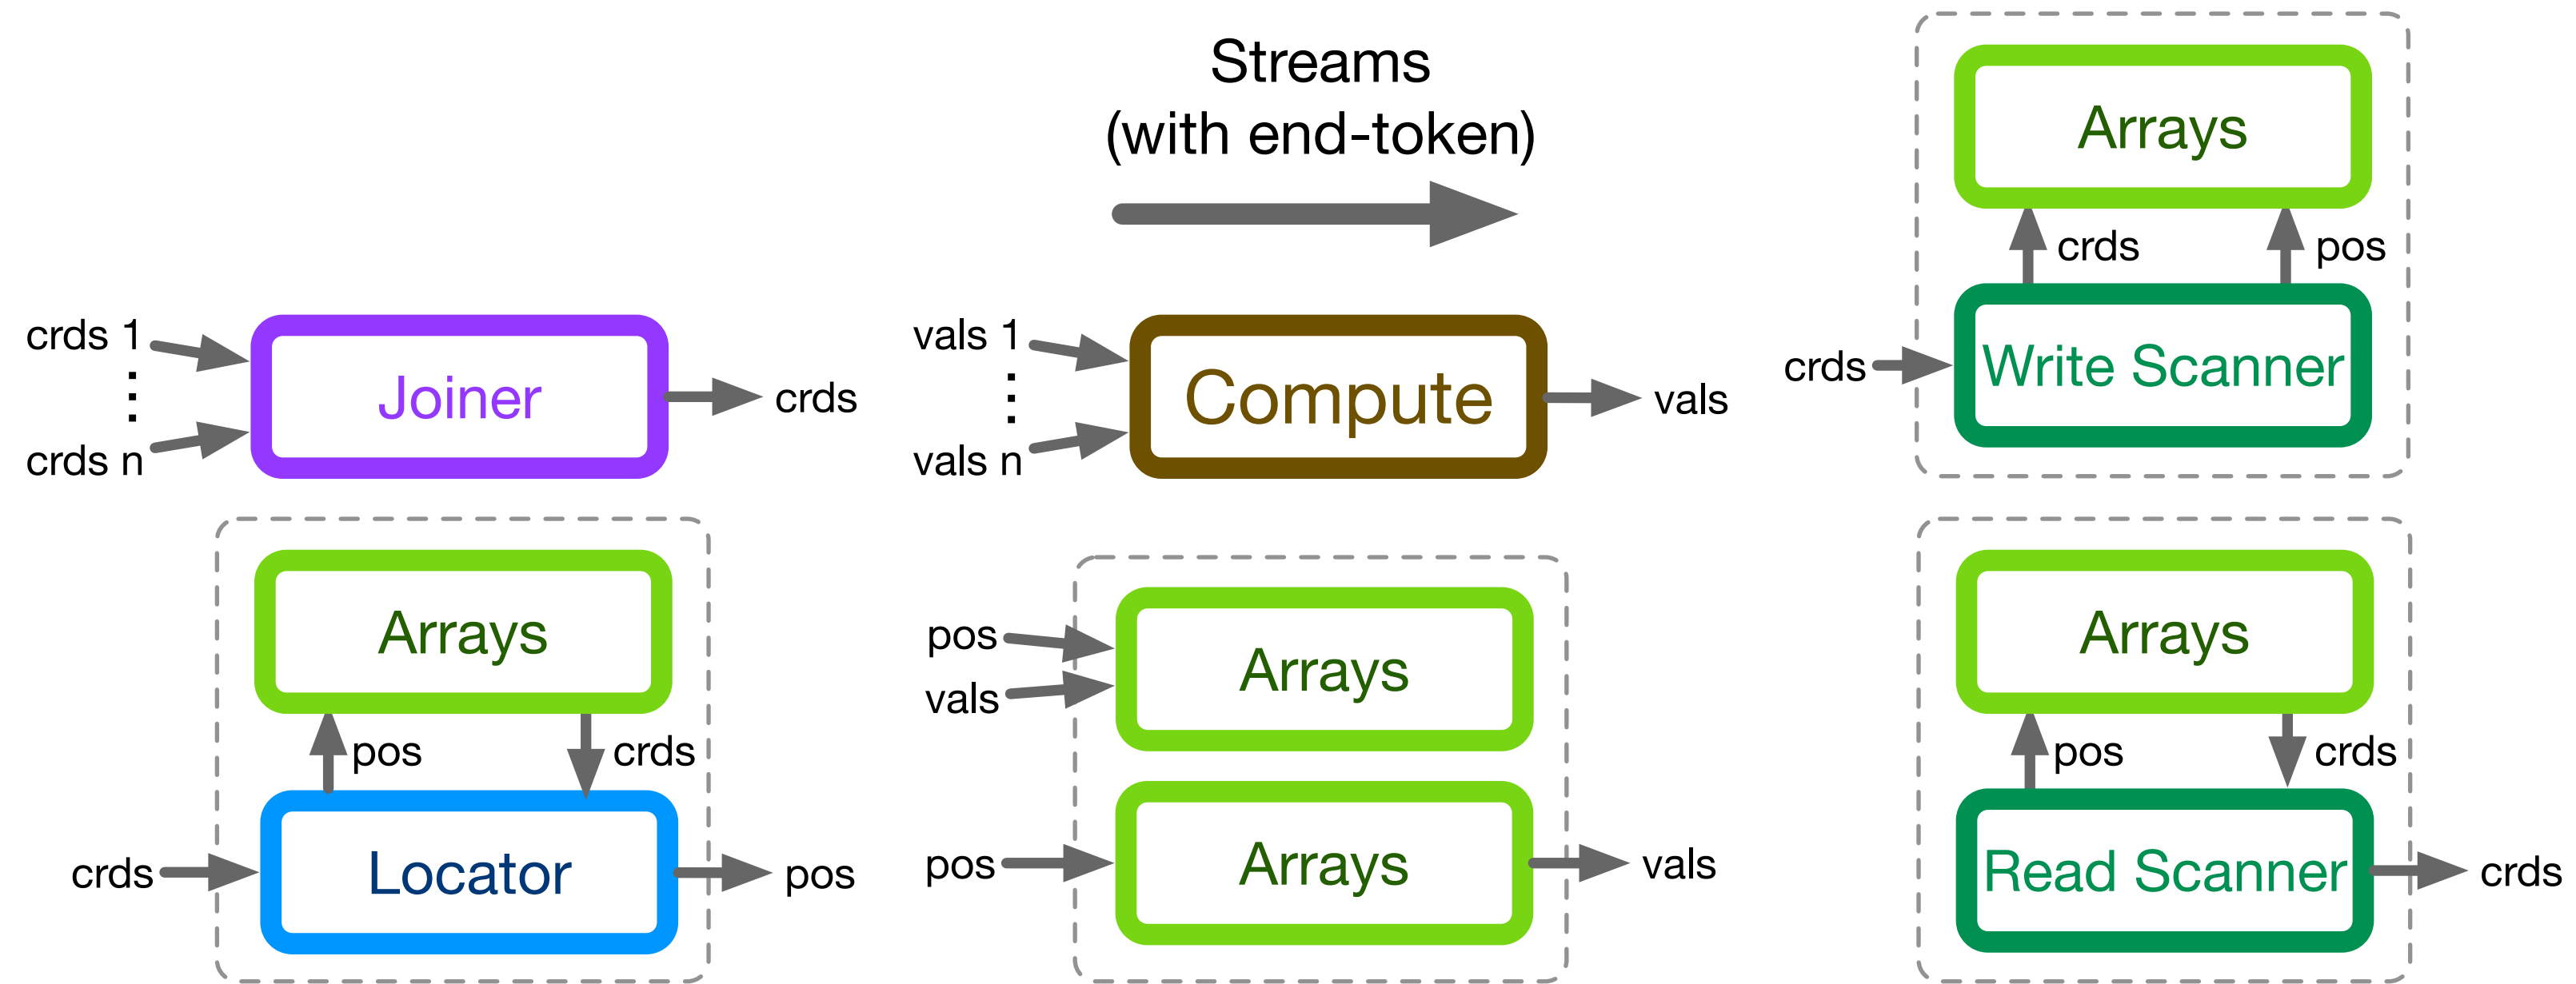 Streams
(with end-token)
crds 1
crds n
Joiner
crds
vals 1
vals n
Compute
vals
Arrays
crds
pos
crds
Write Scanner
Arrays
pos
crds
crds
Locator
pos
pos
vals
Arrays
pos
Arrays
vals
Arrays
pos
crds
Read Scanner
crds